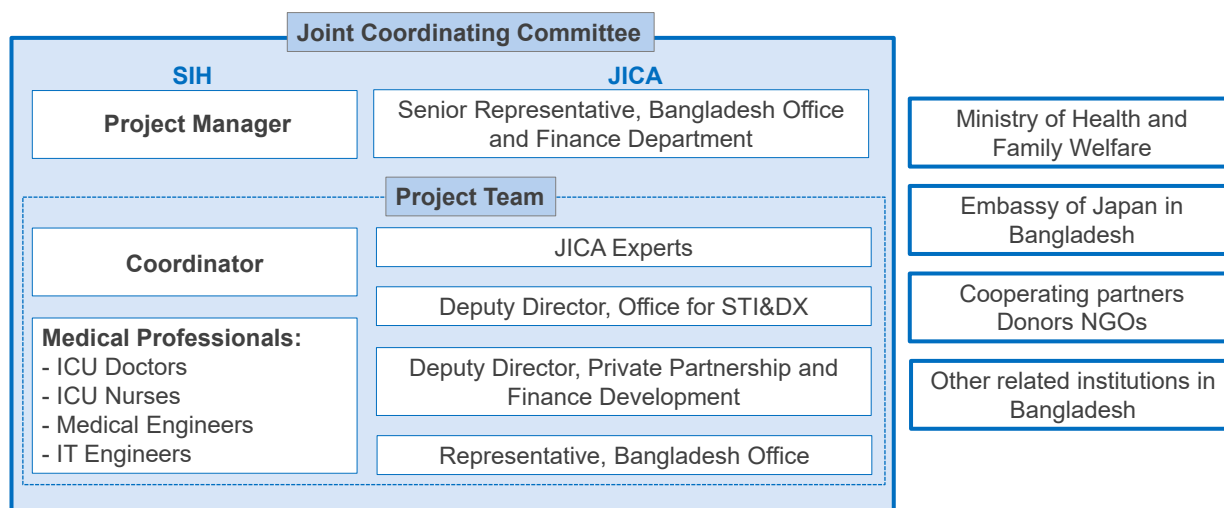 Joint Coordinating Committee
SIH
JICA
Project Manager
Senior Representative, Bangladesh Office
and Finance Department
Project Team
Coordinator
JICA Experts
Deputy Director, Office for STI&DX
Medical Professionals:
- ICU Doctors
- ICU Nurses
- Medical Engineers
- IT Engineers
Deputy Director, Private Partnership and
Finance Development
Representative, Bangladesh Office
Ministry of Health and
Family Welfare
Embassy of Japan in
Bangladesh
Cooperating partners
Donors NGOs
Other related institutions in
Bangladesh